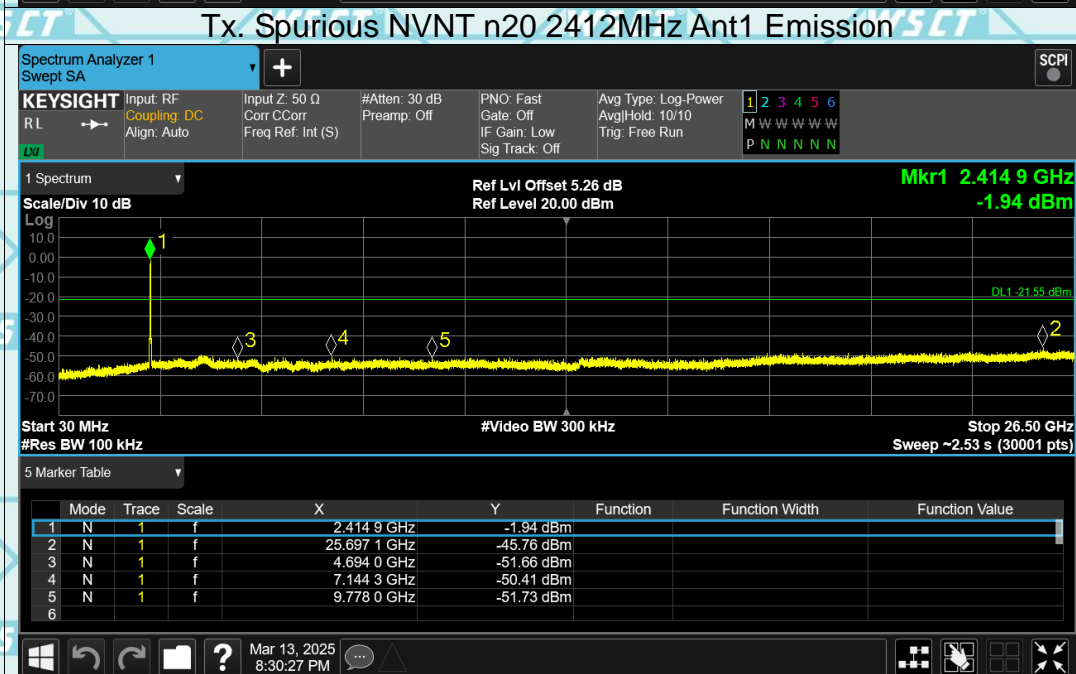 Tx. Spurious NVNT n20 2412MHz Ant1 Emission
Spectrum Analyzer 1
Swept SA
+
SCPI
KEYSIGHT
R L
LXI
Input: RF
Coupling: DC
Align: Auto
Input Z: 50 Ω
Corr CCorr
Freq Ref: Int (S)
#Atten: 30 dB
Preamp: Off
PNO: Fast
Gate: Off
IF Gain: Low
Sig Track: Off
Avg Type: Log-Power
Avg|Hold: 10/10
Trig: Free Run
1 2 3 4 5 6
M W W W W W
P N N N N N
1 Spectrum
Scale/Div 10 dB
Ref Lvl Offset 5.26 dB
Ref Level 20.00 dBm
Mkr1 2.414 9 GHz
-1.94 dBm
Log
10.0
0.00
-10.0
-20.0
-30.0
-40.0
-50.0
-60.0
-70.0
1
DL1 -21.55 dBm
2
3
4
5
Start 30 MHz
#Video BW 300 kHz
Stop 26.50 GHz
#Res BW 100 kHz
Sweep ~2.53 s (30001 pts)
5 Marker Table
Mode Trace Scale X Y Function Function Width Function Value
1 N 1 f 2.414 9 GHz -1.94 dBm
2 N 1 f 25.697 1 GHz -45.76 dBm
3 N 1 f 4.694 0 GHz -51.66 dBm
4 N 1 f 7.144 3 GHz -50.41 dBm
5 N 1 f 9.778 0 GHz -51.73 dBm
6
?
Mar 13, 2025
8:30:27 PM